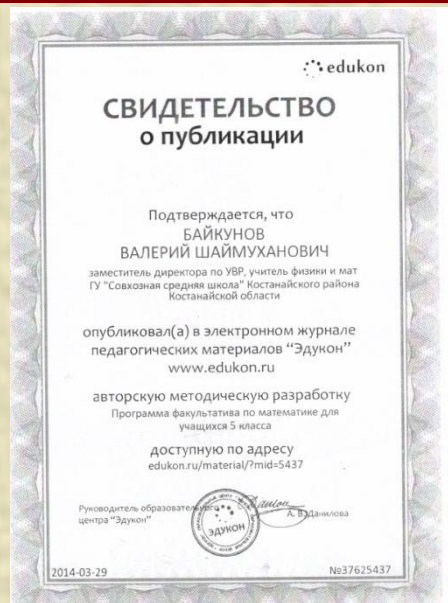 edukon
СВИДЕТЕЛЬСТВО
о публикации
Подтверждается, что
БАЙКУНОВ
ВАЛЕРИЙ ШАЙМУХАНОВИЧ
заместитель директора по УВР, учитель физики и мат
ГУ "Совхозная средняя школа" Костанайского района
Костанайской области
опубликовал(а) в электронном журнале
педагогических материалов “Эдукон”
www.edukon.ru
авторскую методическую разработку
Программа факультатива по математике для
учащихся 5 класса
доступную по адресу
edukon.ru/material/?mid=5437
Руководитель образовательного
центра “Эдукон”
А. В. Данилова
ЭДУКОН
2014-03-29
№37625437